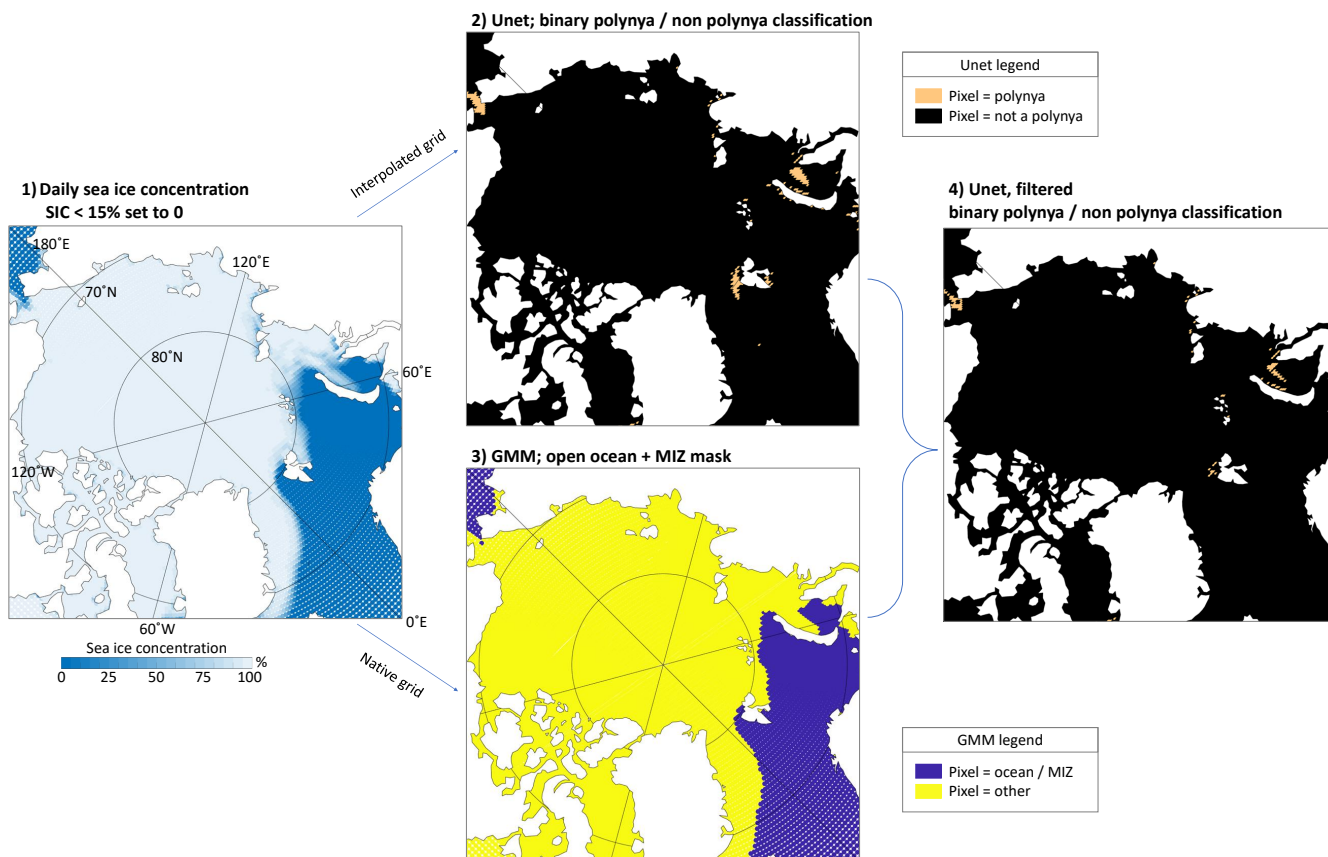 2) Unet; binary polynya / non polynya classification
Unet legend
Pixel = polynya
Pixel = not a polynya
Interpolated grid
1) Daily sea ice concentration
SIC < 15% set to 0
180˚E
120˚E
70˚N
80˚N
60˚E
120˚W
60˚W
0˚E
Sea ice concentration
%
0 25 50 75 100
Native grid
3) GMM; open ocean + MIZ mask
4) Unet, filtered
binary polynya / non polynya classification
GMM legend
Pixel = ocean / MIZ
Pixel = other